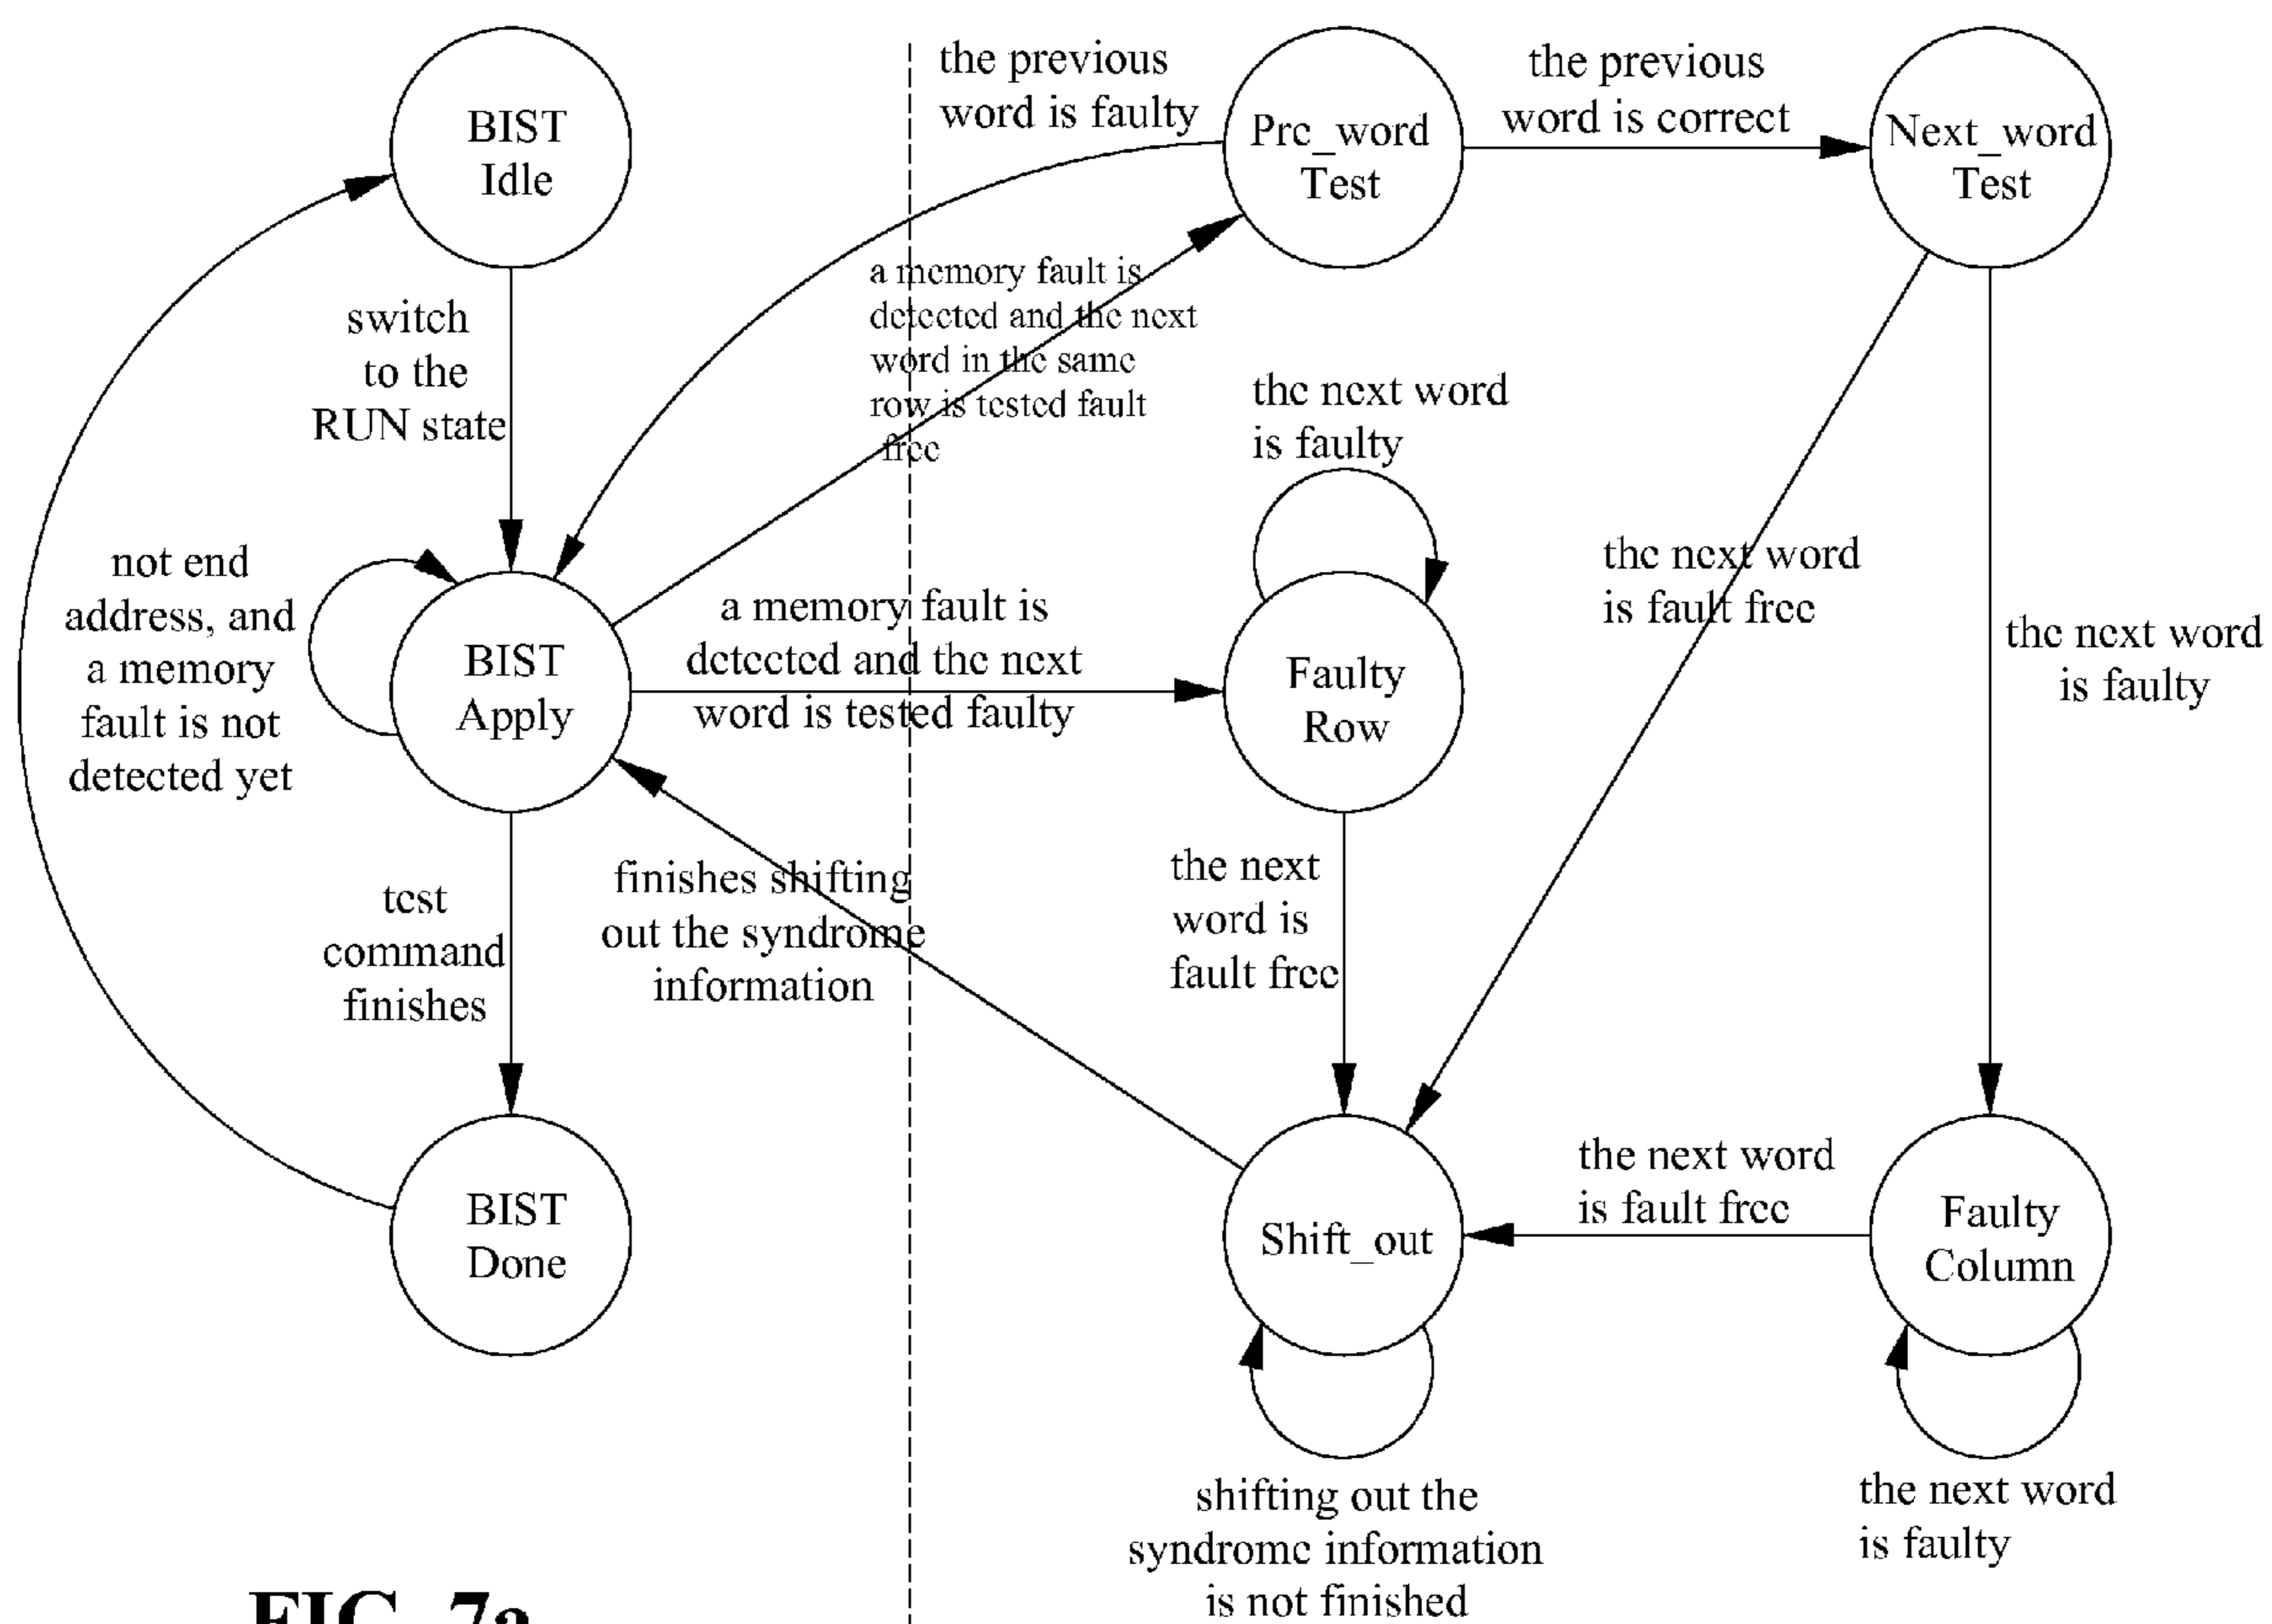 BIST
Idle
the previous
word is faulty
Pre_word
Test
the previous
word is correct
Next_word
Test
switch
to the
RUN state
a memory fault is
detected and the next
word in the same
row is tested fault
free
the next word
is faulty
not end
address, and
a memory
fault is not
detected yet
BIST
Apply
a memory fault is
detected and the next
word is tested faulty
Faulty
Row
the next word
is fault free
the next word
is faulty
test
command
finishes
finishes shifting
out the syndrome
information
the next
word is
fault free
BIST
Done
Shift_out
the next word
is fault free
Faulty
Column
shifting out the
syndrome information
is not finished
the next word
is faulty
FIG. 7a